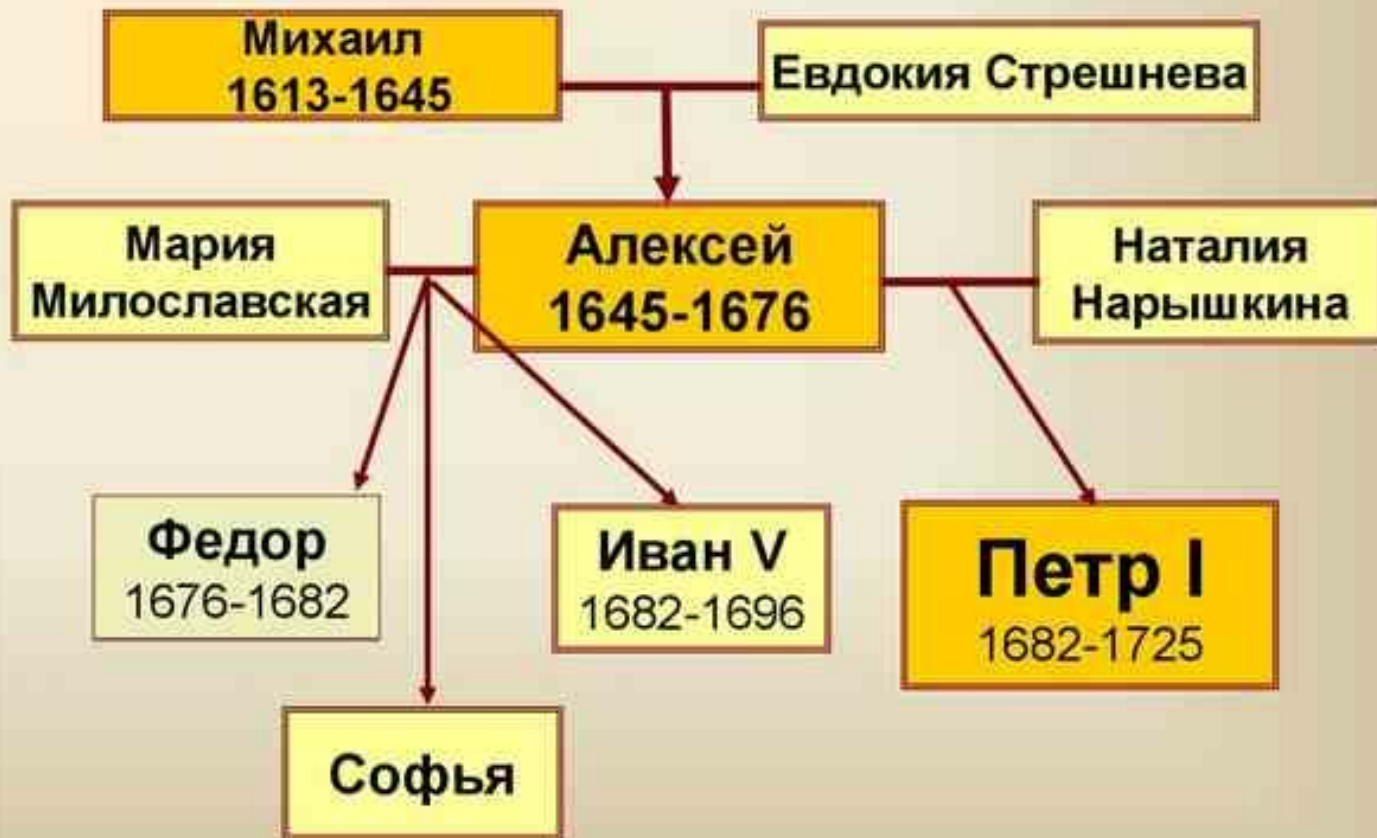 Михаил
1613-1645
Евдокия Стрешнева
Мария
Милославская
Алексей
1645-1676
Наталия
Нарышкина
Федор
1676-1682
Иван V
1682-1696
Петр I
1682-1725
Софья